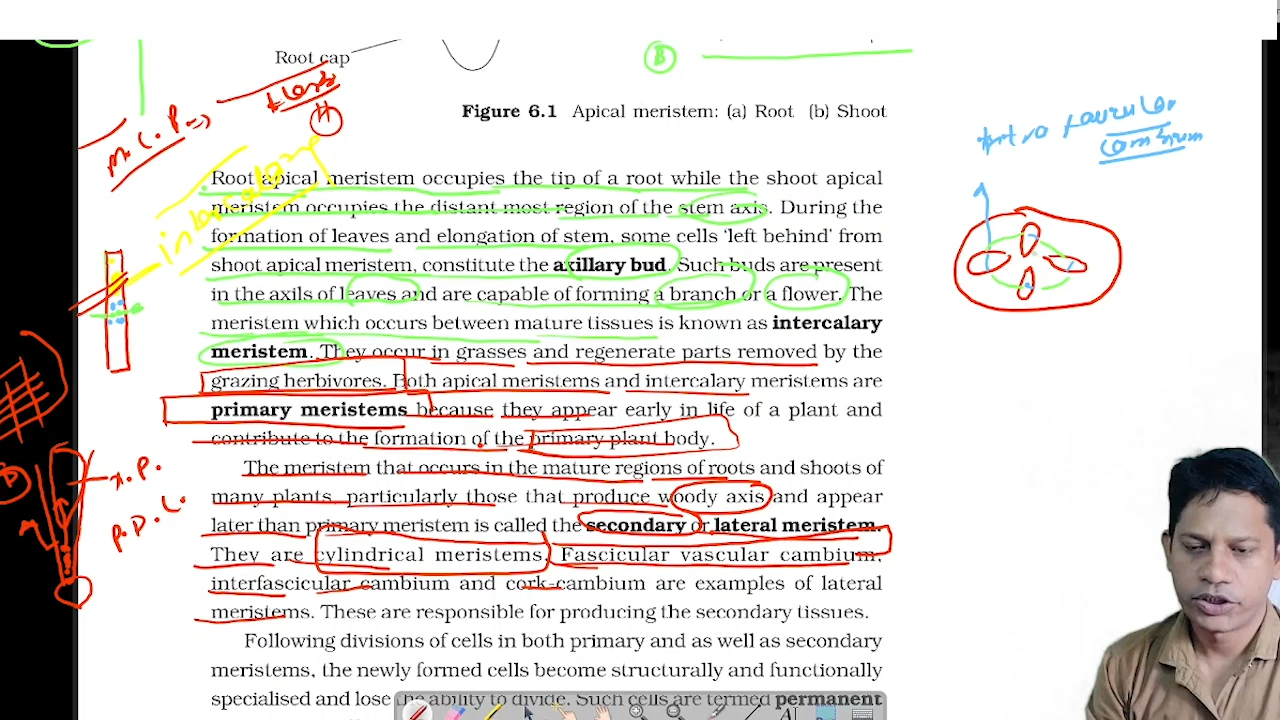 Root cap
Figure 6.1 Apical meristem: (a) Root (b) Shoot
B
Root apical meristem occupies the tip of a root while the shoot apical
meristem occupies the distant most region of the stem axis. During the
formation of leaves and elongation of stem, some cells 'left behind' from
shoot apical meristem, constitute the axillary bud. Such buds are present
in the axils of leaves and are capable of forming a branch or a flower. The
meristem which occurs between mature tissues is known as intercalary
meristem. They occur in grasses and regenerate parts removed by the
grazing herbivores. Both apical meristems and intercalary meristems are
primary meristems because they appear early in life of a plant and
contribute to the formation of the primary plant body.
The meristem that occurs in the mature regions of roots and shoots of
many plants, particularly those that produce woody axis and appear
later than primary meristem is called the secondary or lateral meristem.
They are cylindrical meristems. Fascicular vascular cambium,
interfascicular cambium and cork-cambium are examples of lateral
meristems. These are responsible for producing the secondary tissues.
Following divisions of cells in both primary and as well as secondary
meristems, the newly formed cells become structurally and functionally
specialised and lose the ability to divide. Such cells are termed permanent